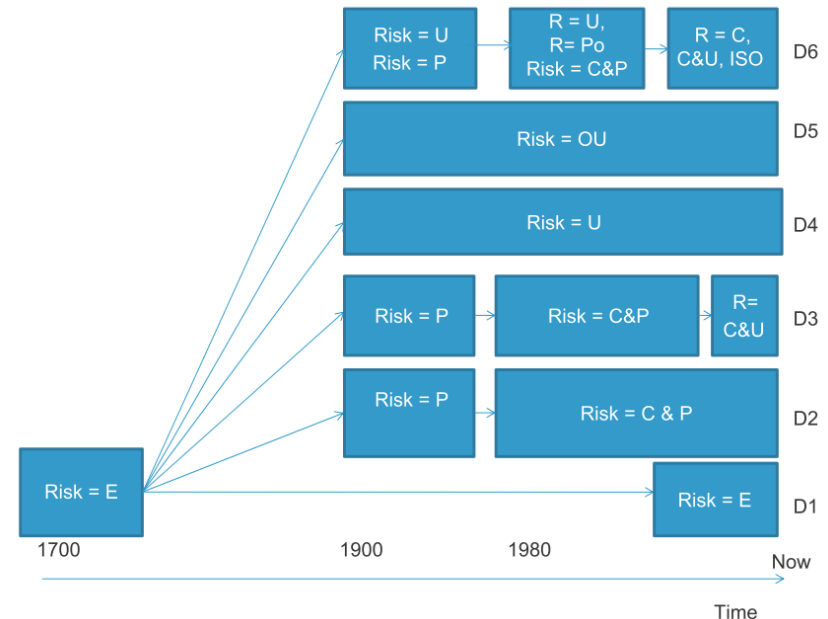 Risk = U
Risk = P
R = U,
R= Po
Risk = C&P
R = C,
C&U, ISO
D6
Risk = OU
D5
Risk = U
D4
Risk = P
Risk = C&P
R=
C&U
D3
Risk = P
Risk = C & P
D2
Risk = E
Risk = E
D1
1700
1900
1980
Now
Time